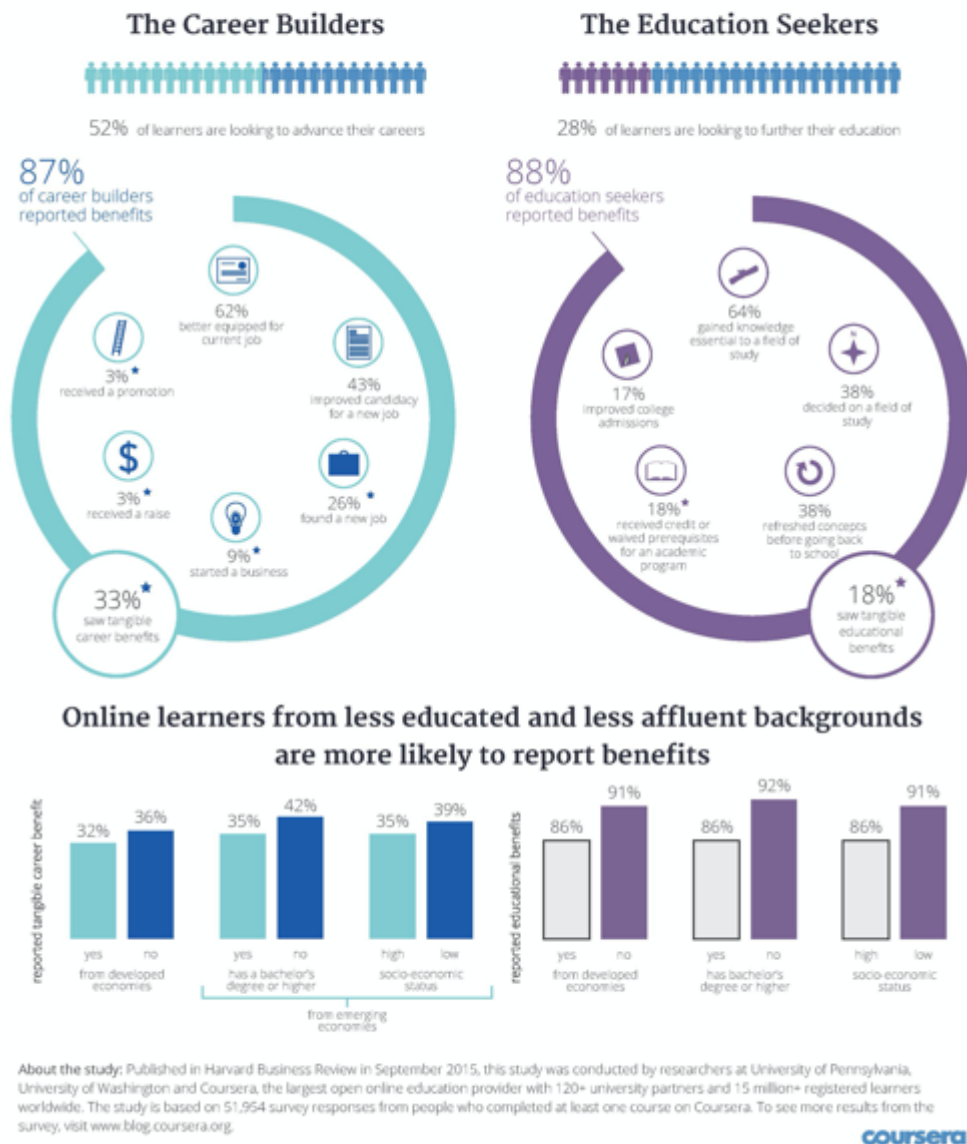 The Career Builders
52% of learners are looking to advance their careers
87%
of career builders
reported benefits
62%
better equipped for
current job
43%
improved candidacy
for a new job
26%
found a new job
9%
started a business
3%
received a raise
3%
received a promotion
33%
saw tangible
career benefits
The Education Seekers
28% of learners are looking to further their education
88%
of education seekers
reported benefits
64%
gained knowledge
essential to a field of
study
N
38%
decided on a field of
study
38%
refreshed concepts
before going back
to school
18%
received credit or
waived prerequisites
for an academic
program
17%
improved college
admissions
18%
saw tangible
educational
benefits
Online learners from less educated and less affluent backgrounds
are more likely to report benefits
reported tangible career benefit
32% 36% 35% 42% 35% 39%
yes no yes no high low
from developed
economies
has a bachelor's
degree or higher
socio-economic
status
from emerging
economies
reported educational benefits
86% 91% 86% 92% 86% 91%
yes no yes no high low
from developed
economies
has a bachelor's
degree or higher
socio-economic
status
About the study: Published in Harvard Business Review in September 2015, this study was conducted by researchers at University of Pennsylvania,
University of Washington and Coursera, the largest open online education provider with 120+ university partners and 15 million+ registered learners
worldwide. The study is based on 51,954 survey responses from people who completed at least one course on Coursera. To see more results from the
survey, visit www.blog.coursera.org.
coursera